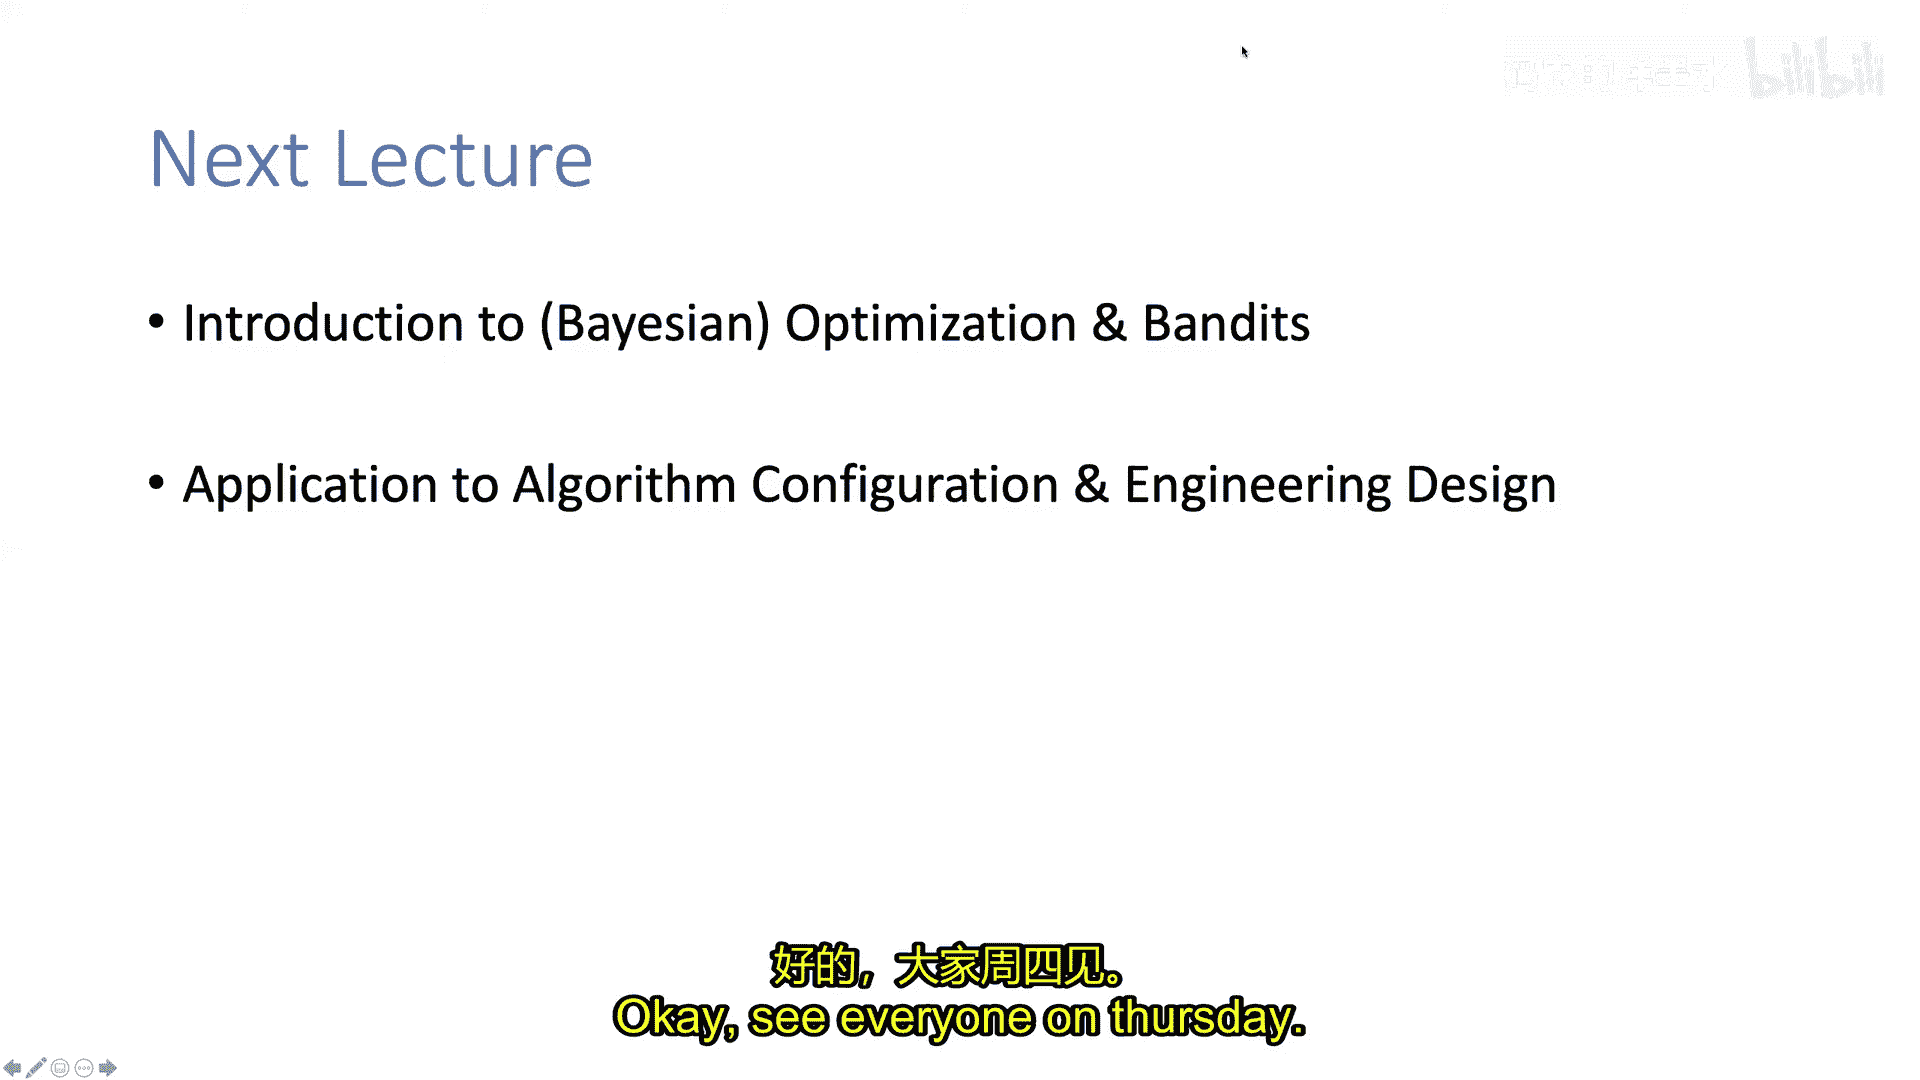 bilibili
Next Lecture
• Introduction to (Bayesian) Optimization & Bandits
• Application to Algorithm Configuration & Engineering Design
好的，大家周四见。
Okay, see everyone on thursday.